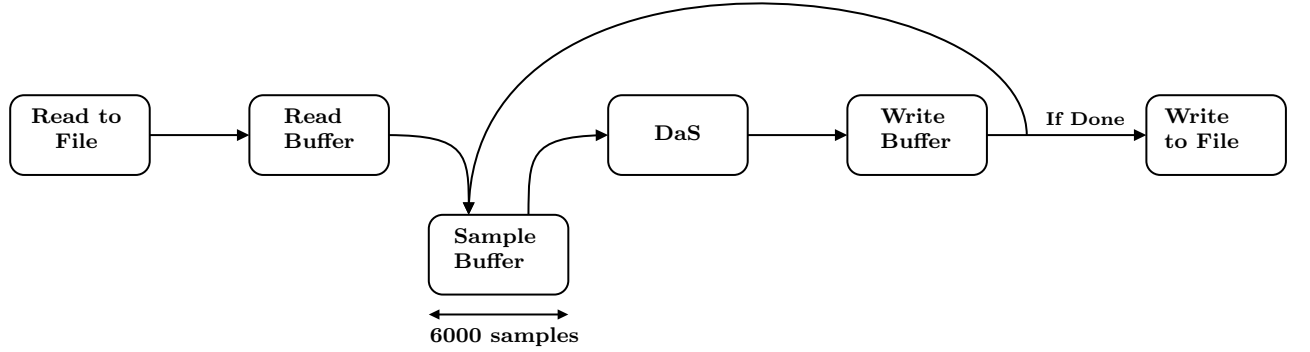 Read to
File
Read
Buffer
Sample
Buffer
6000 samples
DaS
Write
Buffer
If Done
Write
to File